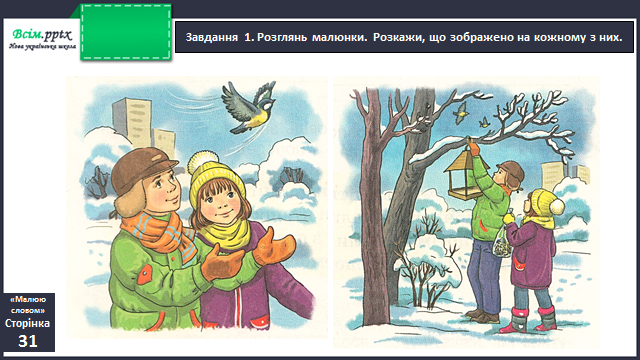 Всім.pptx
Нова українська школа
Завдання 1. Розглянь малюнки. Розкажи, що зображено на кожному з них.
«Малюю
словом»
Сторінка
31